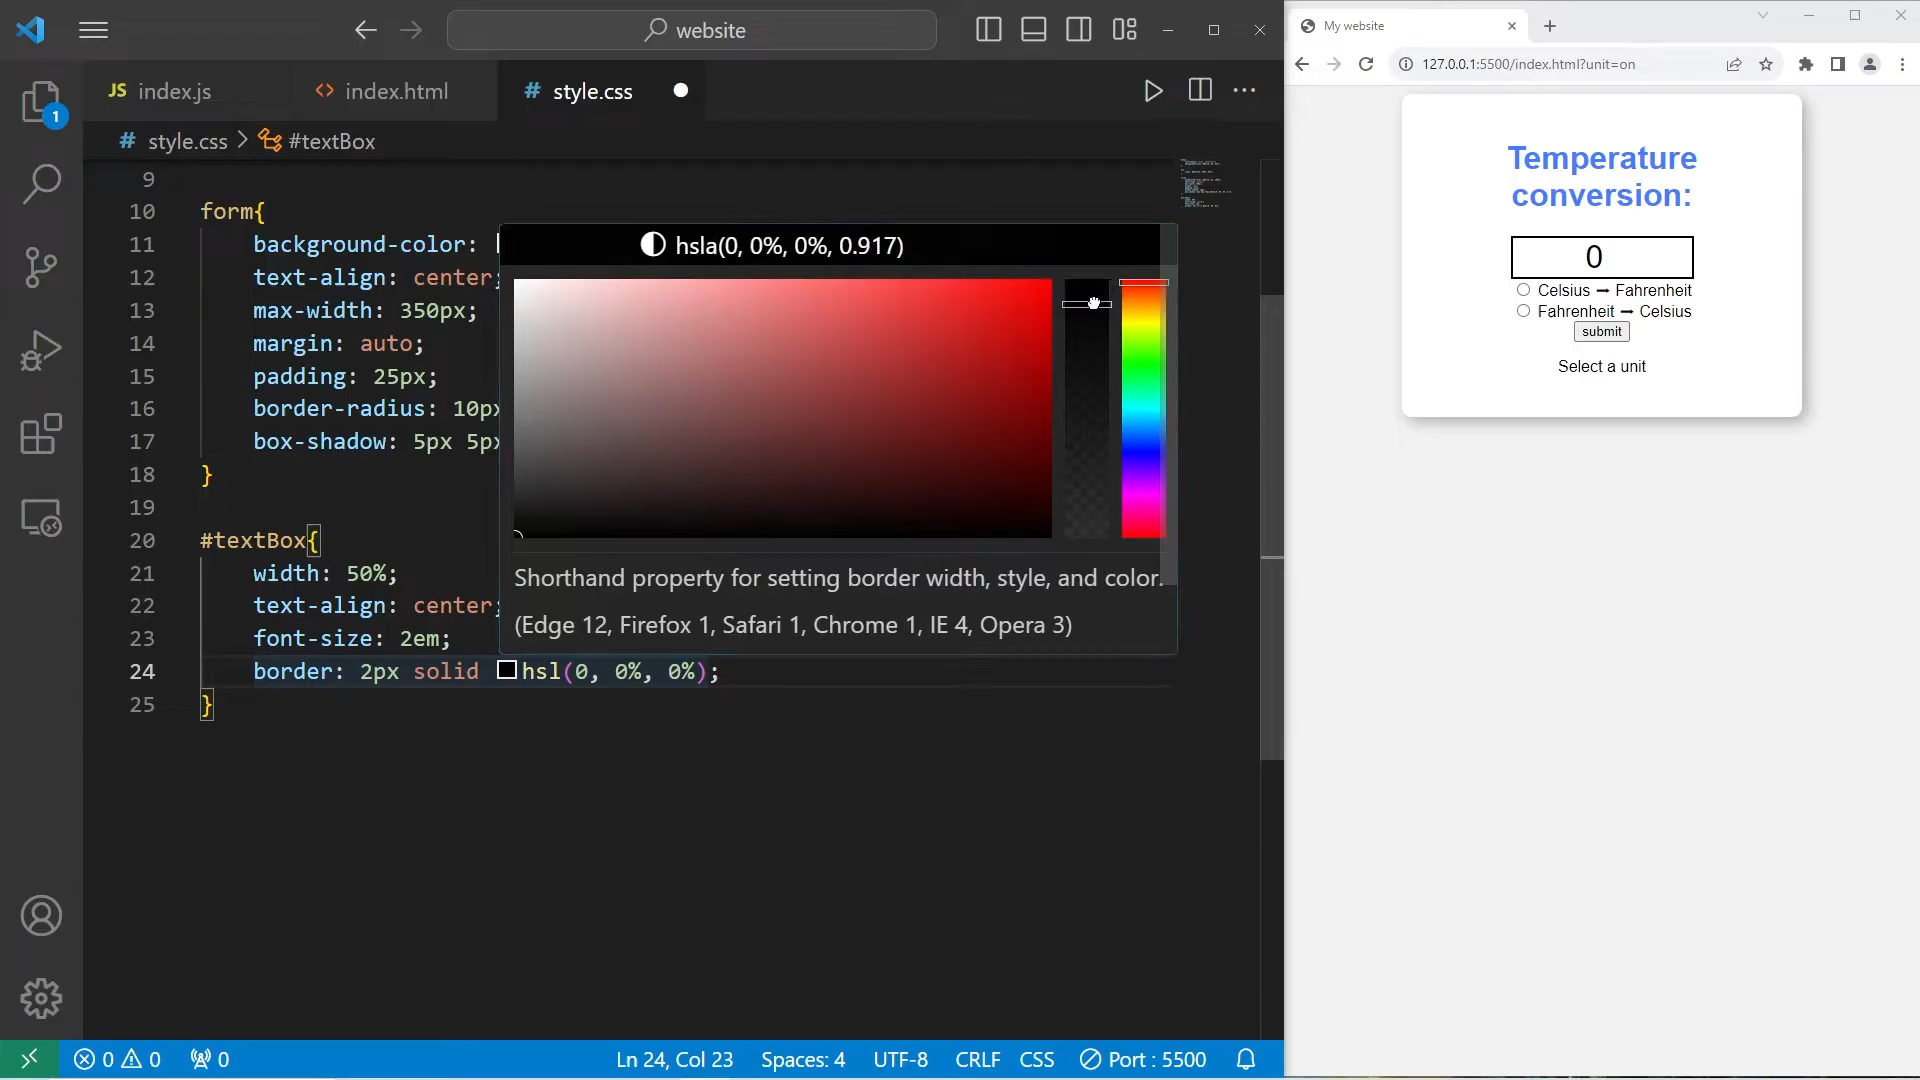 website
JS index.js
<> index.html
# style.css
1
# style.css > #textBox
9
10 form{
11 background-color:
12 text-align: center;
13 max-width: 350px;
14 margin: auto;
15 padding: 25px;
16 border-radius: 10px
17 box-shadow: 5px 5px
18 }
19
20 #textBox{
21 width: 50%;
22 text-align: center;
23 font-size: 2em;
24 border: 2px solid hsl(0, 0%, 0%);
25 }
hsla(0, 0%, 0%, 0.917)
Shorthand property for setting border width, style, and color.
(Edge 12, Firefox 1, Safari 1, Chrome 1, IE 4, Opera 3)
0 0 0 Ln 24, Col 23 Spaces: 4 UTF-8 CRLF CSS Port : 5500
My website
127.0.0.1:5500/index.html?unit=on
Temperature
conversion:
0
Celsius ➞ Fahrenheit
Fahrenheit ➞ Celsius
submit
Select a unit